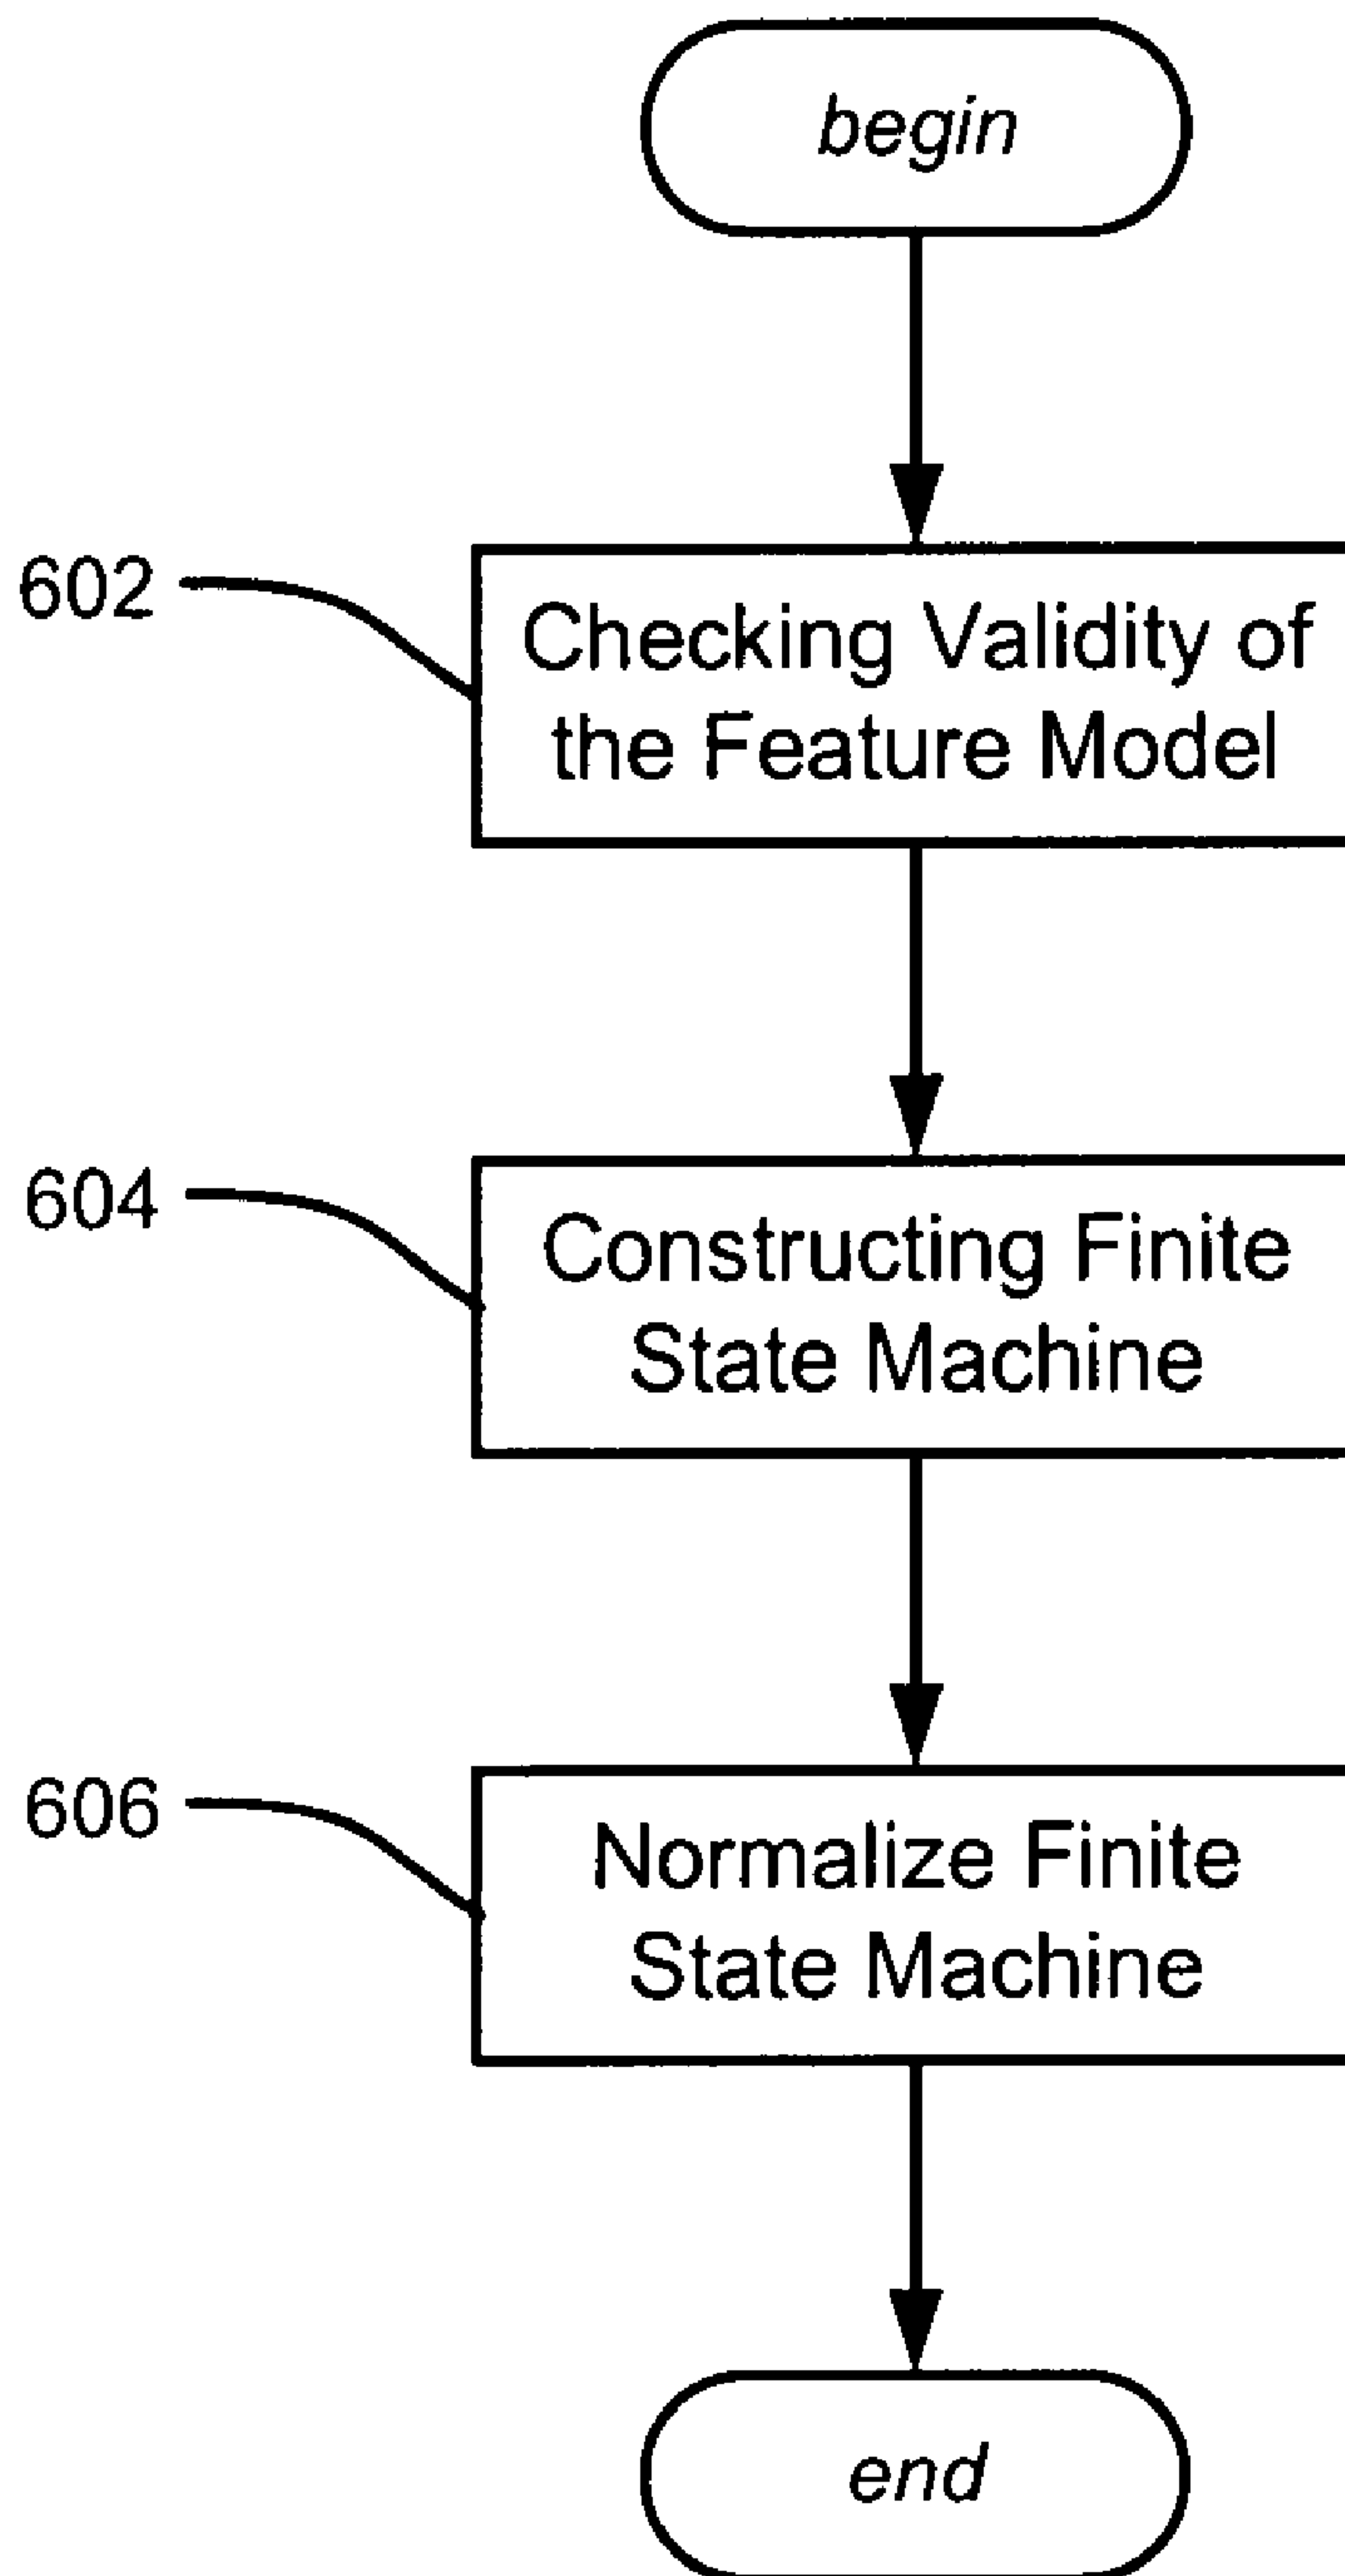 begin
602
Checking Validity of
the Feature Model
604
Constructing Finite
State Machine
606
Normalize Finite
State Machine
end